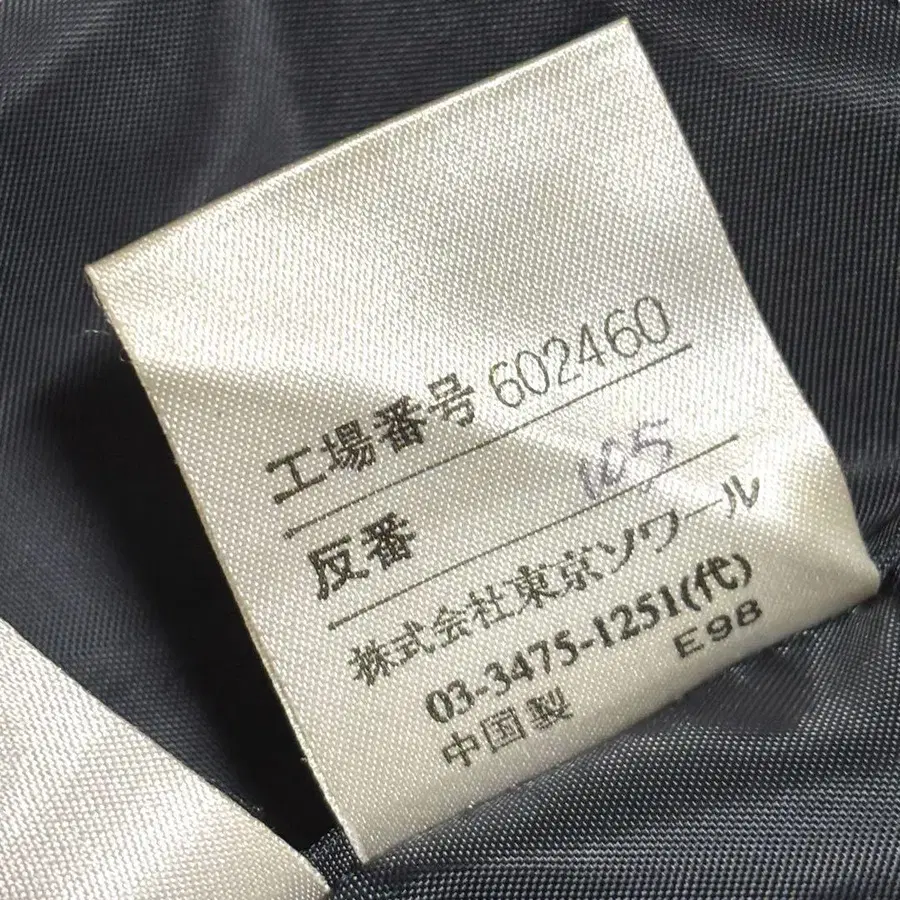 工場番号 602460
反番 105
株式会社東京ソワール
03-3475-1251(代)
E98
中国製